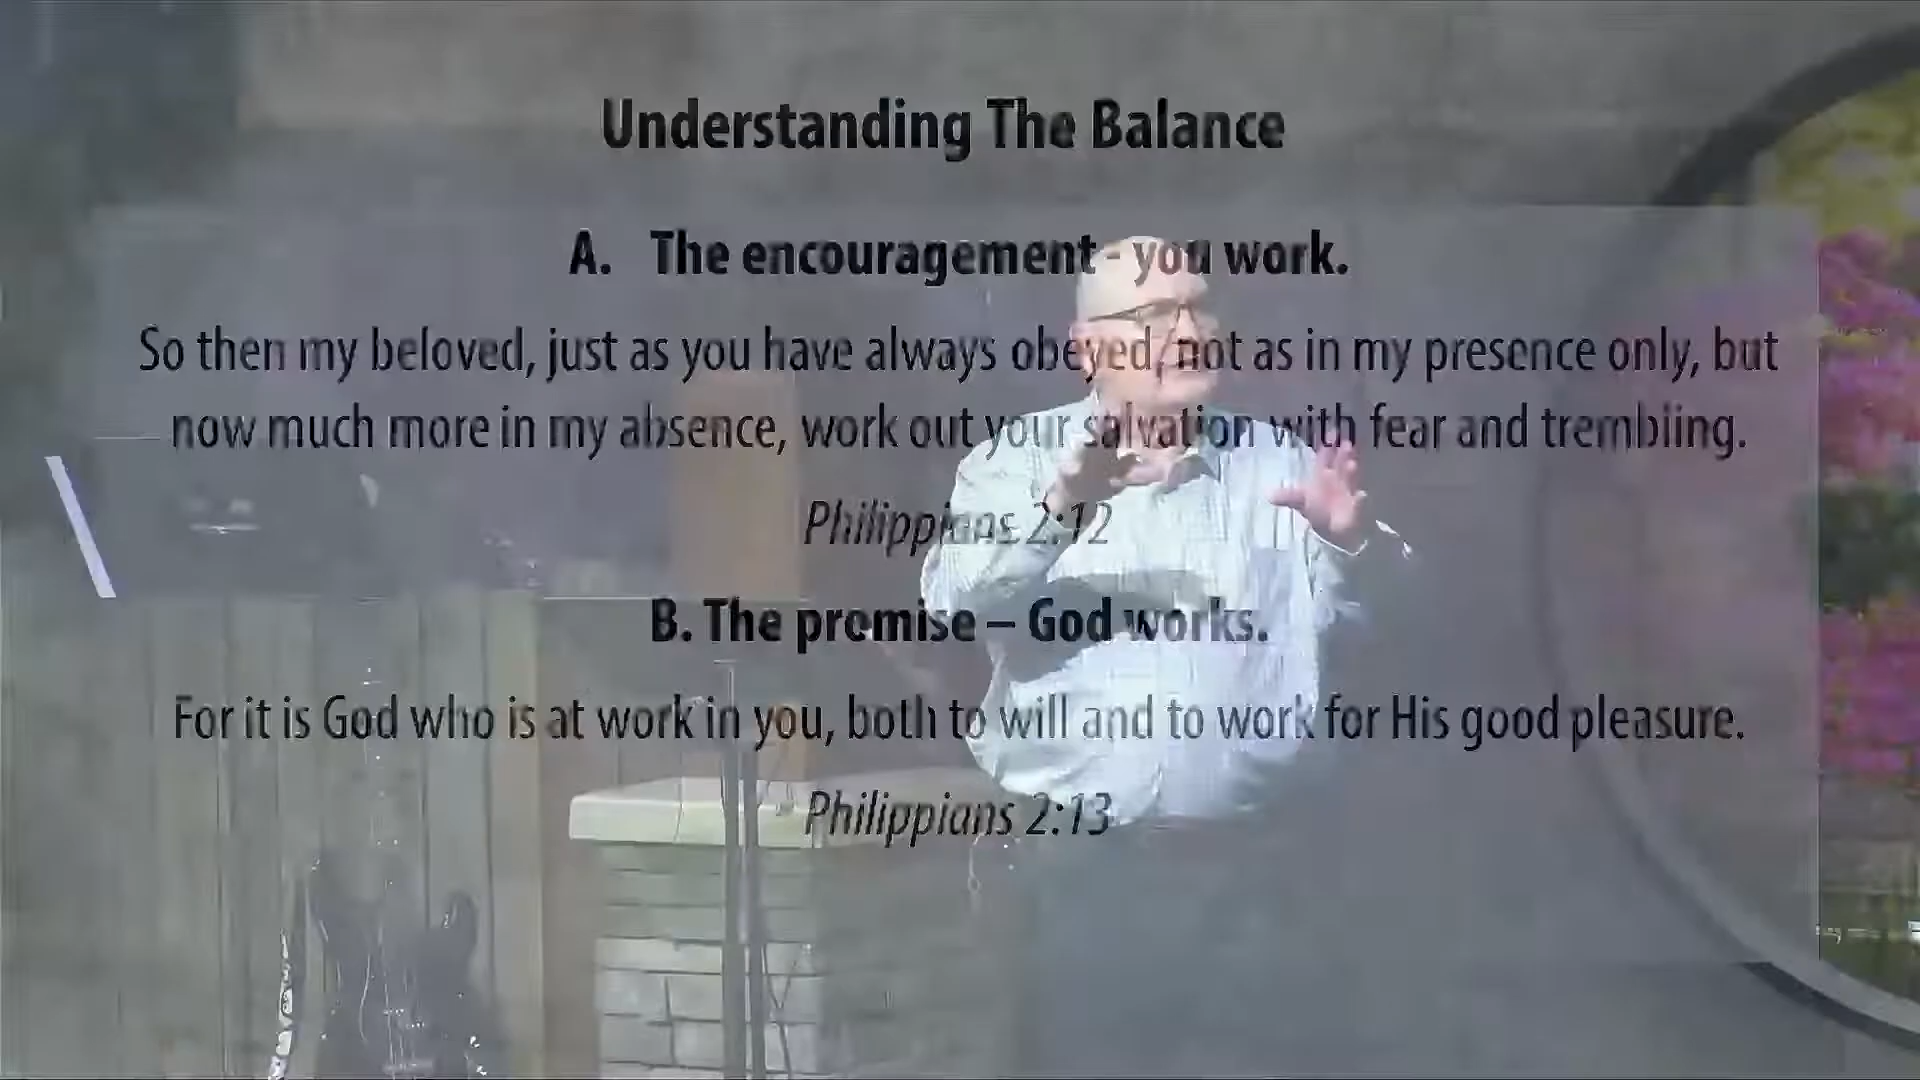 Understanding The Balance
A. The encouragement - you work.
So then my beloved, just as you have always obeyed, not as in my presence only, but
now much more in my absence, work out your salvation with fear and trembling.
Philippians 2:12
B. The promise – God works.
For it is God who is at work in you, both to will and to work for His good pleasure.
Philippians 2:13